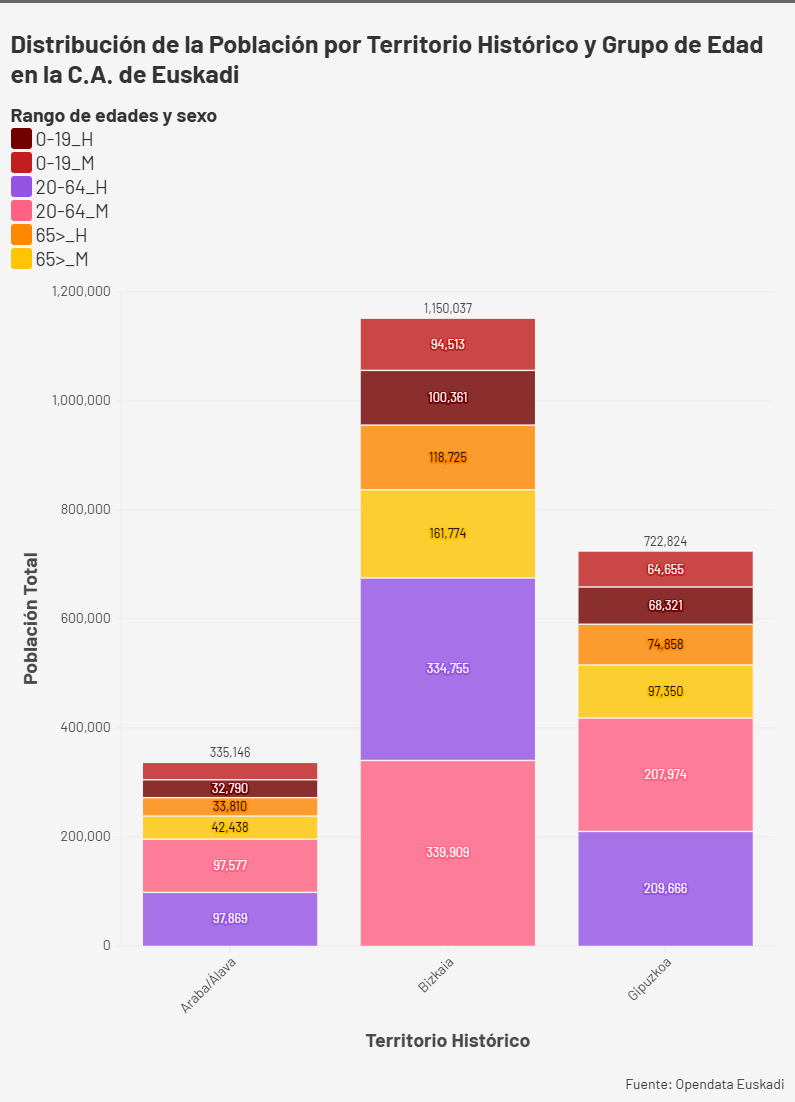 Distribución de la Población por Territorio Histórico y Grupo de Edad
en la C.A. de Euskadi
Rango de edades y sexo
0-19_H
0-19_M
20-64_H
20-64_M
65>_H
65>_M
1,200,000
1,000,000
800,000
600,000
400,000
200,000
0
Población Total
335,146
32,790
33,810
42,438
97,577
97,869
1,150,037
94,513
100,361
118,725
161,774
334,755
339,909
722,824
64,655
68,321
74,858
97,350
207,974
209,666
Araba/Álava
Bizkaia
Gipuzkoa
Territorio Histórico
Fuente: Opendata Euskadi